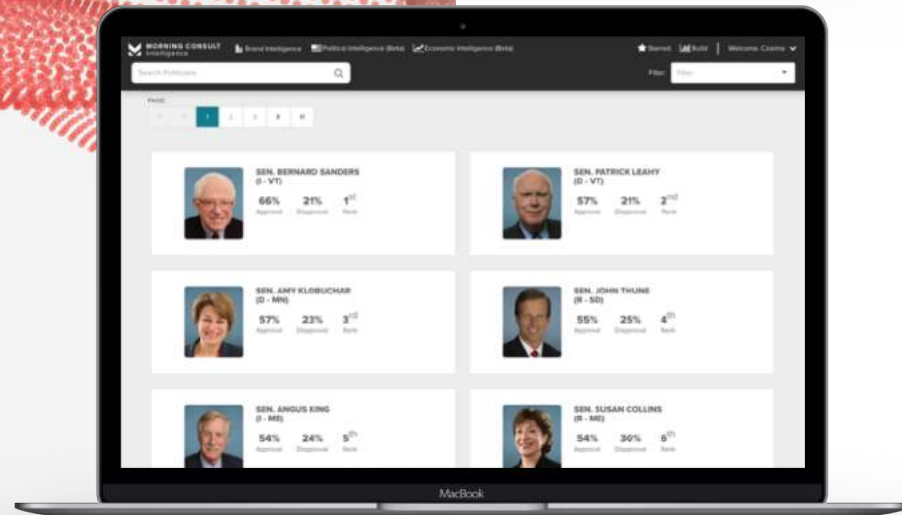 MORNING CONSULT
Intelligence
Brand Intelligence
Political Intelligence (Beta)
Economic Intelligence (Beta)
Starred
Build
Welcome
Search Politicians
Filter:
Filter
PAGE:
1 2 3
SEN. BERNARD SANDERS
(I - VT)
66% 21% 1st
Approval Disapproval Rank
SEN. PATRICK LEAHY
(D - VT)
57% 21% 2nd
Approval Disapproval Rank
SEN. AMY KLOBUCHAR
(D - MN)
57% 23% 3rd
Approval Disapproval Rank
SEN. JOHN THUNE
(R - SD)
55% 25% 4th
Approval Disapproval Rank
SEN. ANGUS KING
(I - ME)
54% 24% 5th
Approval Disapproval Rank
SEN. SUSAN COLLINS
(R - ME)
54% 30% 6th
Approval Disapproval Rank
MacBook